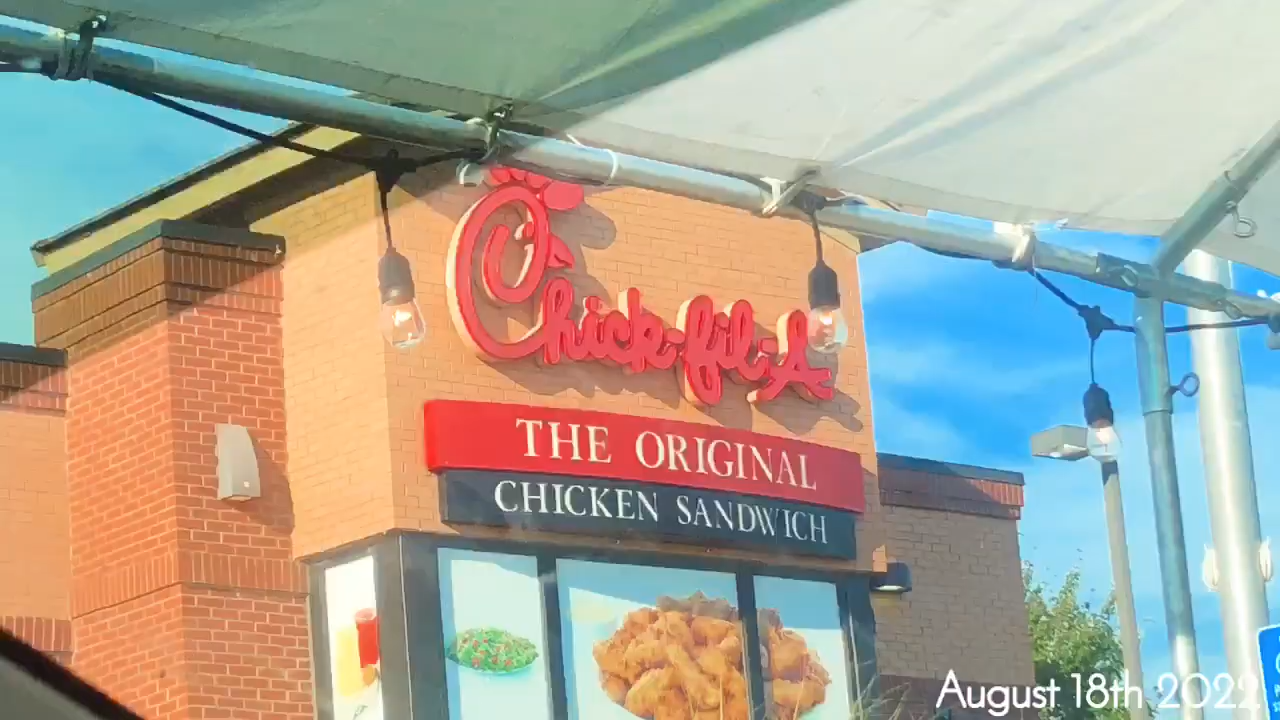 Chick-fil-A
THE ORIGINAL
CHICKEN SANDWICH
August 18th 2022